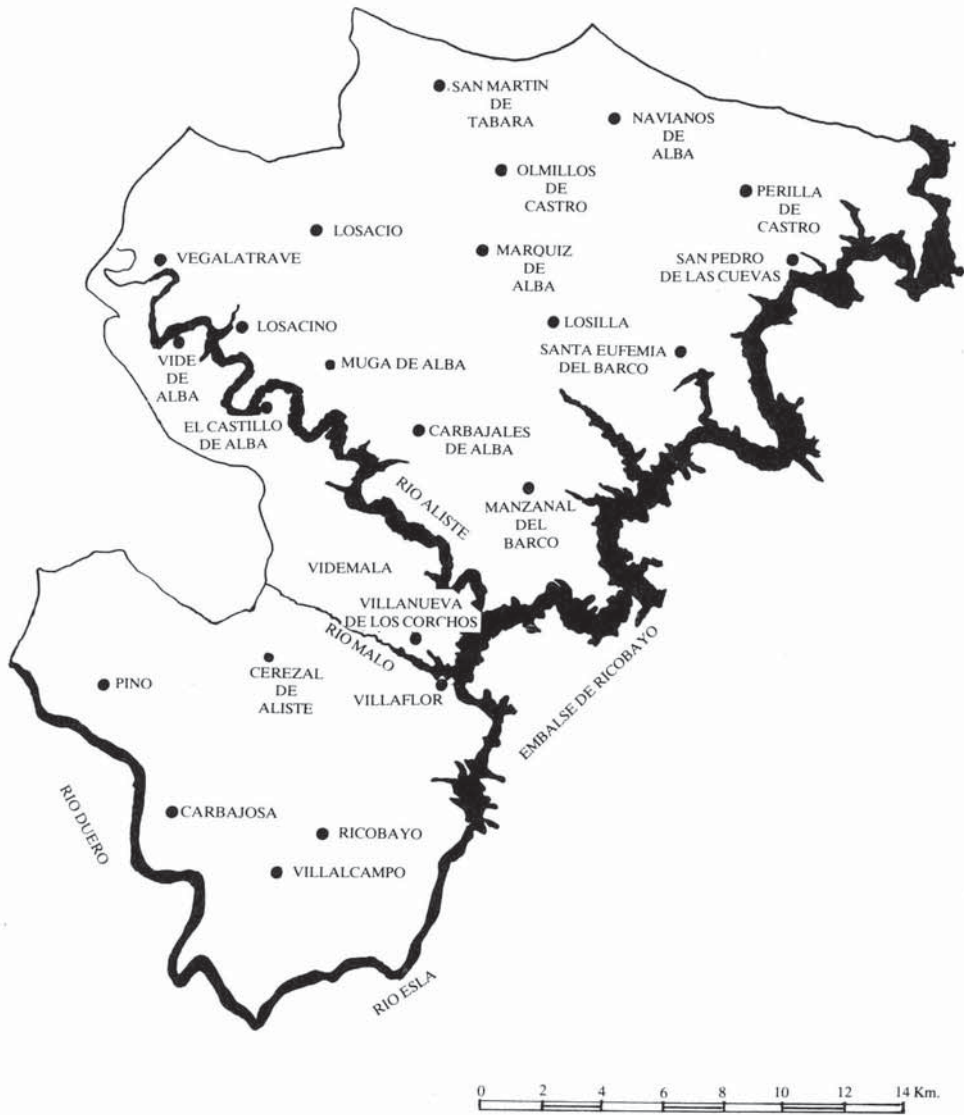 SAN MARTIN
DE
TABARA
NAVIANOS
DE
ALBA
OLMILLOS
DE
CASTRO
PERILLA
DE
CASTRO
LOSACIO
VEGALATRAVE
MARQUIZ
DE
ALBA
SAN PEDRO
DE LAS CUEVAS
LOSACINO
LOSILLA
VIDE
DE
ALBA
MUGA DE ALBA
SANTA EUFEMIA
DEL BARCO
EL CASTILLO
DE ALBA
CARBAJALES
DE ALBA
RIO ALISTE
MANZANAL
DEL
BARCO
VIDEMALA
VILLANUEVA
DE LOS CORCHOS
RIO MALO
CEREZAL
DE
ALISTE
PINO
VILLAFLOR
EMBALSE DE RICOBAYO
RIO DUERO
CARBAJOSA
RICOBAYO
VILLALCAMPO
RIO ESLA
0 2 4 6 8 10 12 14 Km.